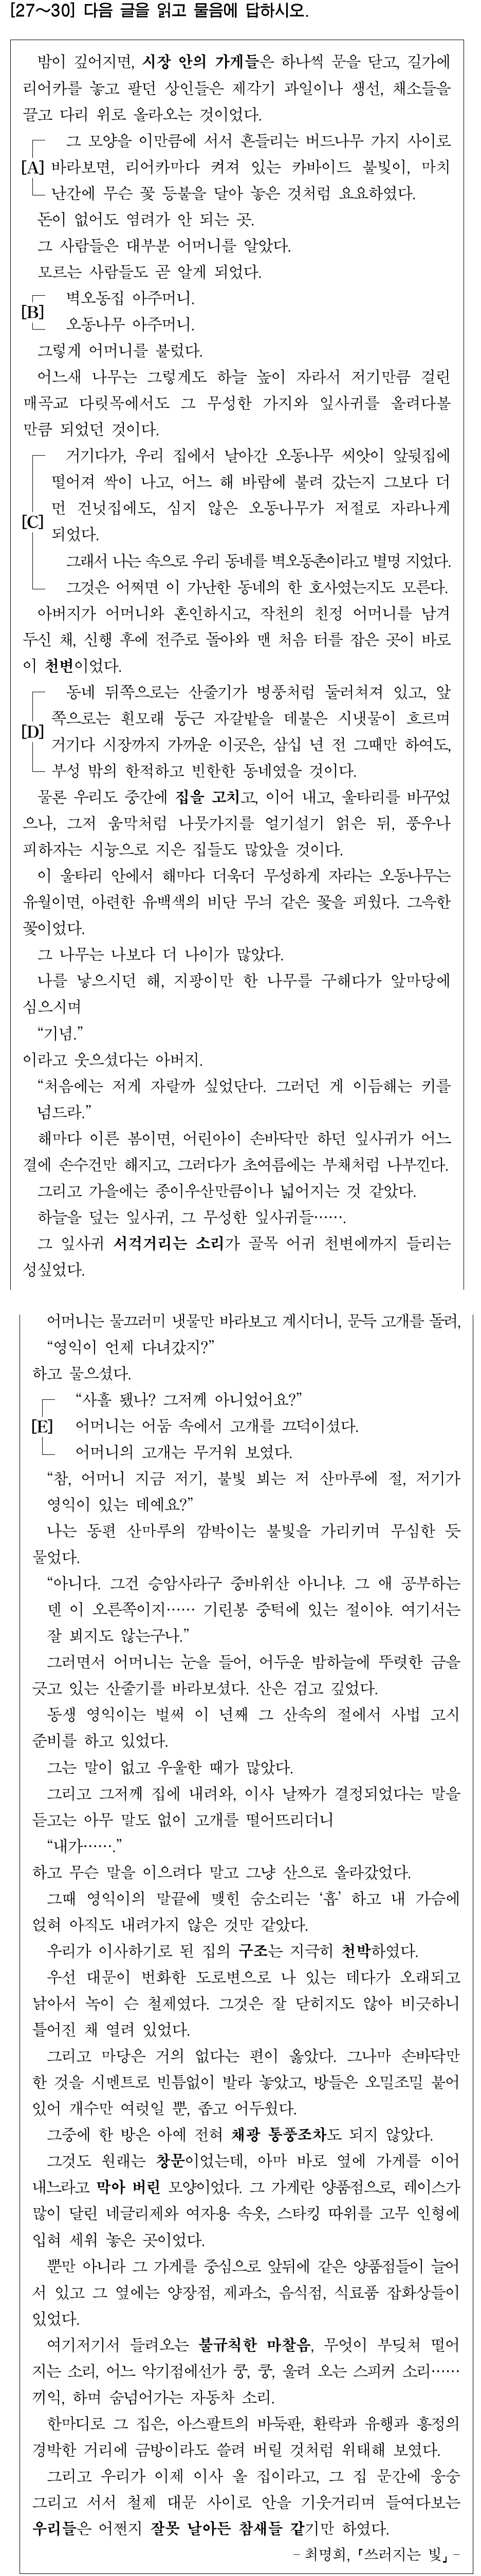 [27~30] 다음 글을 읽고 물음에 답하시오.
밤이 깊어지면, 시장 안의 가게들은 하나씩 문을 닫고, 길가에
리어카를 놓고 팔던 상인들은 제각기 과일이나 생선, 채소들을
끌고 다리 위로 올라오는 것이었다.
그 모양을 이만큼에 서서 흔들리는 버드나무 가지 사이로
[A] 바라보면, 리어카마다 켜져 있는 카바이드 불빛이, 마치
난간에 무슨 꽃 등불을 달아 놓은 것처럼 요요하였다.
돈이 없어도 염려가 안 되는 곳.
그 사람들은 대부분 어머니를 알았다.
모르는 사람들도 곧 알게 되었다.
벽오동집 아주머니.
[B]
오동나무 아주머니.
그렇게 어머니를 불렀다.
어느새 나무는 그렇게도 하늘 높이 자라서 저기만큼 걸린
매곡교 다릿목에서도 그 무성한 가지와 잎사귀를 올려다볼
만큼 되었던 것이다.
거기다가, 우리 집에서 날아간 오동나무 씨앗이 앞뒷집에
떨어져 싹이 나고, 어느 해 바람에 불려 갔는지 그보다 더
먼 건넛집에도, 심지 않은 오동나무가 저절로 자라나게
[C]
되었다.
그래서 나는 속으로 우리 동네를 벽오동촌이라고 별명 지었다.
그것은 어쩌면 이 가난한 동네의 한 호사였는지도 모른다.
아버지가 어머니와 혼인하시고, 작천의 친정 어머니를 남겨
두신 채, 신행 후에 전주로 돌아와 맨 처음 터를 잡은 곳이 바로
이 천변이었다.
동네 뒤쪽으로는 산줄기가 병풍처럼 둘러쳐져 있고, 앞
쪽으로는 흰모래 둥근 자갈밭을 데불은 시냇물이 흐르며
[D]
거기다 시장까지 가까운 이곳은, 삼십 년 전 그때만 하여도,
부성 밖의 한적하고 빈한한 동네였을 것이다.
물론 우리도 중간에 집을 고치고, 이어 내고, 울타리를 바꾸었
으나, 그저 움막처럼 나뭇가지를 얼기설기 얽은 뒤, 풍우나
피하자는 시늉으로 지은 집들도 많았을 것이다.
이 울타리 안에서 해마다 더욱더 무성하게 자라는 오동나무는
유월이면, 아련한 유백색의 비단 무늬 같은 꽃을 피웠다. 그윽한
꽃이었다.
그 나무는 나보다 더 나이가 많았다.
나를 낳으시던 해, 지팡이만 한 나무를 구해다가 앞마당에
심으시며
“기념.”
이라고 웃으셨다는 아버지.
“처음에는 저게 자랄까 싶었단다. 그러던 게 이듬해는 키를
넘드라.”
해마다 이른 봄이면, 어린아이 손바닥만 하던 잎사귀가 어느
결에 손수건만 해지고, 그러다가 초여름에는 부채처럼 나부낀다.
그리고 가을에는 종이우산만큼이나 넓어지는 것 같았다.
하늘을 덮는 잎사귀, 그 무성한 잎사귀들…….
그 잎사귀 서걱거리는 소리가 골목 어귀 천변에까지 들리는
성싶었다.
어머니는 물끄러미 냇물만 바라보고 계시더니, 문득 고개를 돌려,
“영익이 언제 다녀갔지?”
하고 물으셨다.
“사흘 됐나? 그저께 아니었어요?”
[E] 어머니는 어둠 속에서 고개를 끄덕이셨다.
어머니의 고개는 무거워 보였다.
“참, 어머니 지금 저기, 불빛 뵈는 저 산마루에 절, 저기가
영익이 있는 데예요?”
나는 동편 산마루의 깜박이는 불빛을 가리키며 무심한 듯
물었다.
“아니다. 그건 승암사라구 중바위산 아니냐. 그 애 공부하는
덴 이 오른쪽이지…… 기린봉 중턱에 있는 절이야. 여기서는
잘 뵈지도 않는구나.”
그러면서 어머니는 눈을 들어, 어두운 밤하늘에 뚜렷한 금을
긋고 있는 산줄기를 바라보셨다. 산은 검고 깊었다.
동생 영익이는 벌써 이 년째 그 산속의 절에서 사법 고시
준비를 하고 있었다.
그는 말이 없고 우울한 때가 많았다.
그리고 그저께 집에 내려와, 이사 날짜가 결정되었다는 말을
듣고는 아무 말도 없이 고개를 떨어뜨리더니
“내가…….”
하고 무슨 말을 이으려다 말고 그냥 산으로 올라갔었다.
그때 영익이의 말끝에 맺힌 숨소리는 ‘흡’ 하고 내 가슴에
얹혀 아직도 내려가지 않은 것만 같았다.
우리가 이사하기로 된 집의 구조는 지극히 천박하였다.
우선 대문이 번화한 도로변으로 나 있는 데다가 오래되고
낡아서 녹이 슨 철제였다. 그것은 잘 닫히지도 않아 비긋하니
틀어진 채 열려 있었다.
그리고 마당은 거의 없다는 편이 옳았다. 그나마 손바닥만
한 것을 시멘트로 빈틈없이 발라 놓았고, 방들은 오밀조밀 붙어
있어 개수만 여럿일 뿐, 좁고 어두웠다.
그중에 한 방은 아예 전혀 채광 통풍조차도 되지 않았다.
그것도 원래는 창문이었는데, 아마 바로 옆에 가게를 이어
내느라고 막아 버린 모양이었다. 그 가게란 양품점으로, 레이스가
많이 달린 네글리제와 여자용 속옷, 스타킹 따위를 고무 인형에
입혀 세워 놓은 곳이었다.
뿐만 아니라 그 가게를 중심으로 앞뒤에 같은 양품점들이 늘어
서 있고 그 옆에는 양장점, 제과소, 음식점, 식료품 잡화상들이
있었다.
여기저기서 들려오는 불규칙한 마찰음, 무엇이 부딪쳐 떨어
지는 소리, 어느 악기점에선가 쿵, 쿵, 울려 오는 스피커 소리……
끼익, 하며 숨넘어가는 자동차 소리.
한마디로 그 집은, 아스팔트의 바둑판, 환락과 유행과 흥정의
경박한 거리에 금방이라도 쓸려 버릴 것처럼 위태해 보였다.
그리고 우리가 이제 이사 올 집이라고, 그 집 문간에 웅숭
그리고 서서 철제 대문 사이로 안을 기웃거리며 들여다보는
우리들은 어쩐지 잘못 날아든 참새들 같기만 하였다.
- 최명희, 「쓰러지는 빛」 -